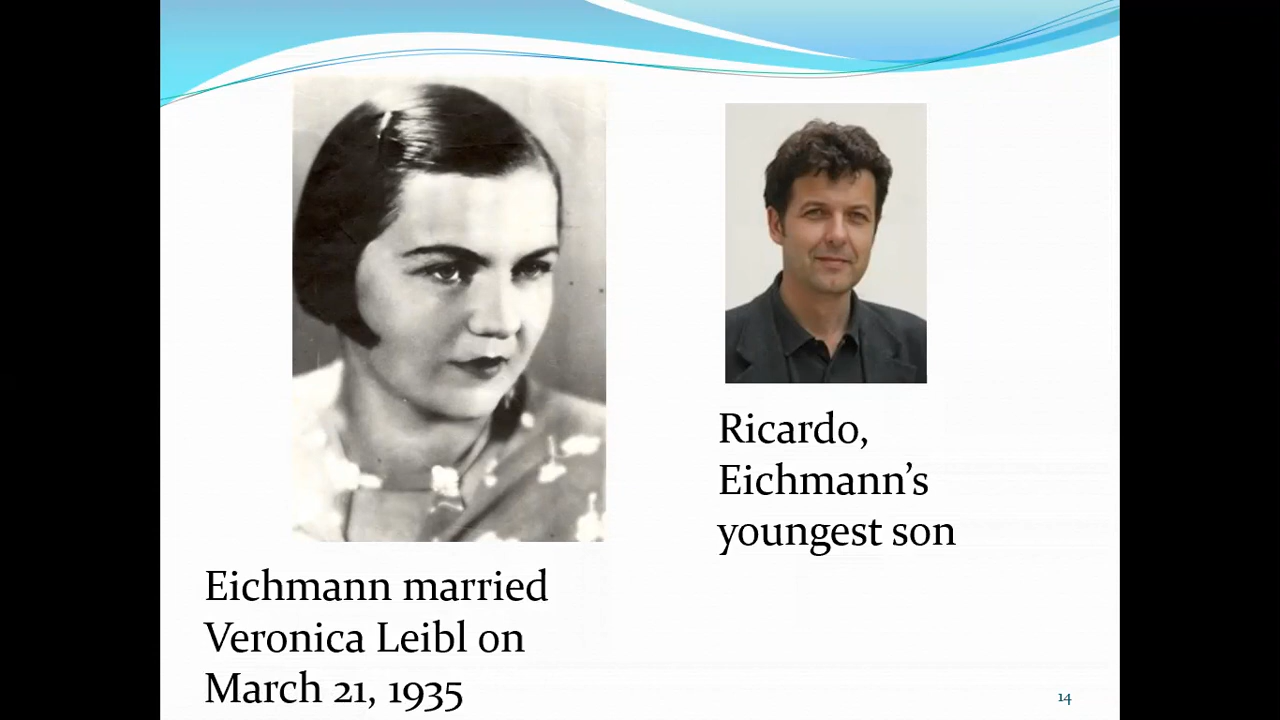 Ricardo,
Eichmann’s
youngest son
Eichmann married
Veronica Leibl on
March 21, 1935
14